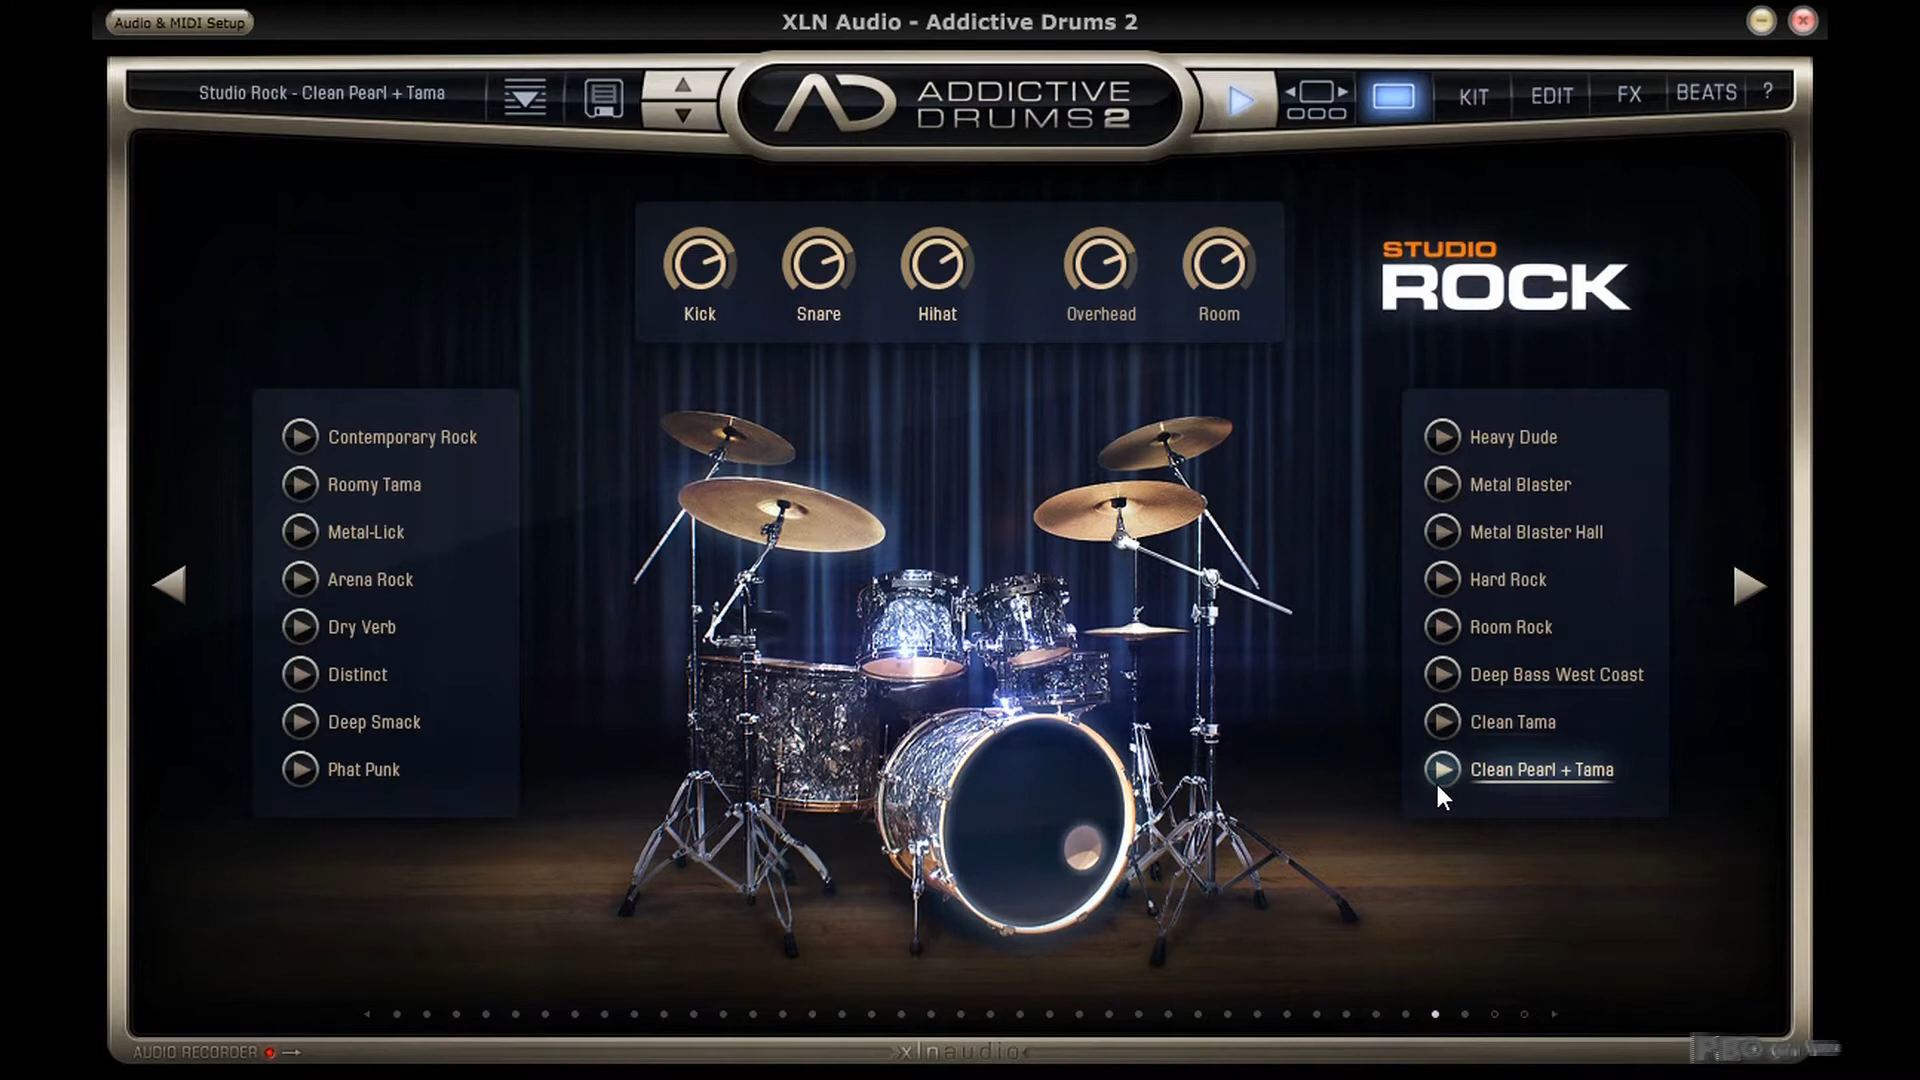 Audio & MIDI Setup
XLN Audio - Addictive Drums 2
Studio Rock - Clean Pearl + Tama
ADDICTIVE
DRUMS 2
KIT
EDIT
FX
BEATS
?
Kick
Snare
Hihat
Overhead
Room
STUDIO
ROCK
Contemporary Rock
Roomy Tama
Metal-Lick
Arena Rock
Dry Verb
Distinct
Deep Smack
Phat Punk
Heavy Dude
Metal Blaster
Metal Blaster Hall
Hard Rock
Room Rock
Deep Bass West Coast
Clean Tama
Clean Pearl + Tama
AUDIO RECORDER
xlnaudio